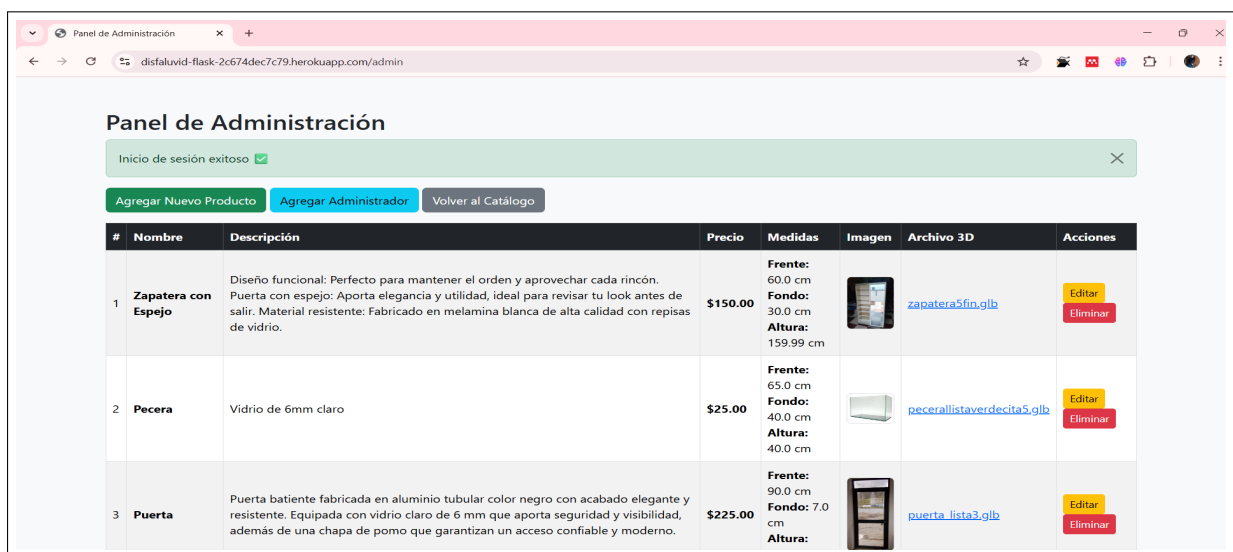 Panel de Administración
disfaluvid-flask-2c674dec7c79.herokuapp.com/admin
Panel de Administración
Inicio de sesión exitoso ✅
Agregar Nuevo Producto Agregar Administrador Volver al Catálogo
# Nombre Descripción Precio Medidas Imagen Archivo 3D Acciones
1
Zapatera con
Espejo
Diseño funcional: Perfecto para mantener el orden y aprovechar cada rincón.
Puerta con espejo: Aporta elegancia y utilidad, ideal para revisar tu look antes de
salir. Material resistente: Fabricado en melamina blanca de alta calidad con repisas
de vidrio.
$150.00
Frente:
60.0 cm
Fondo:
30.0 cm
Altura:
159.99 cm
zapatera5fin.glb
Editar
Eliminar
2
Pecera
Vidrio de 6mm claro
$25.00
Frente:
65.0 cm
Fondo:
40.0 cm
Altura:
40.0 cm
pecerallistaverdecita5.glb
Editar
Eliminar
3
Puerta
Puerta batiente fabricada en aluminio tubular color negro con acabado elegante y
resistente. Equipada con vidrio claro de 6 mm que aporta seguridad y visibilidad,
además de una chapa de pomo que garantizan un acceso confiable y moderno.
$225.00
Frente:
90.0 cm
Fondo: 7.0
cm
Altura:
puerta_lista3.glb
Editar
Eliminar